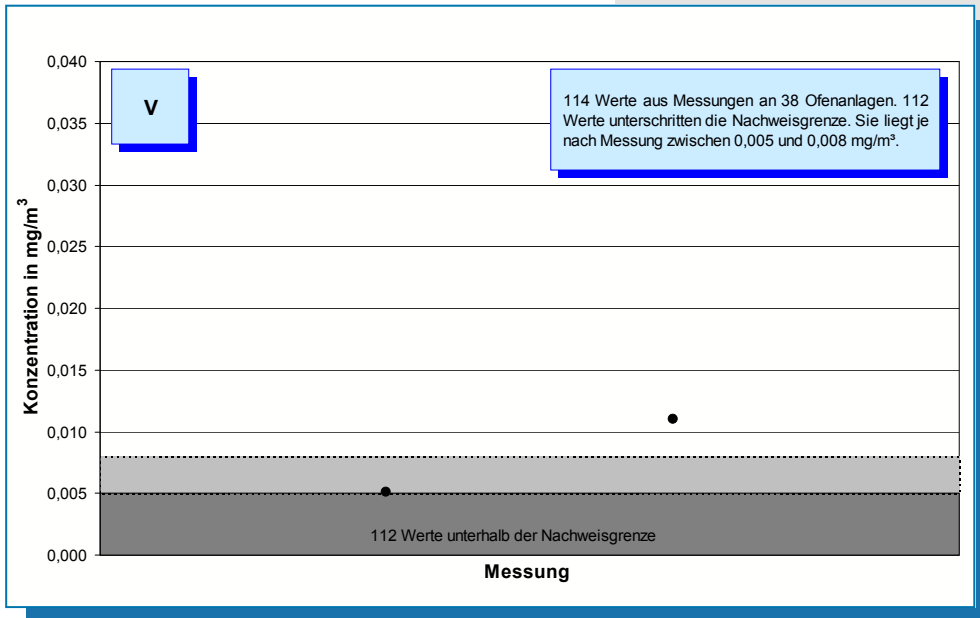 V
114 Werte aus Messungen an 38 Ofenanlagen. 112
Werte unterschritten die Nachweisgrenze. Sie liegt je
nach Messung zwischen 0,005 und 0,008 mg/m³.
Konzentration in mg/m³
0,040
0,035
0,030
0,025
0,020
0,015
0,010
0,005
0,000
112 Werte unterhalb der Nachweisgrenze
Messung